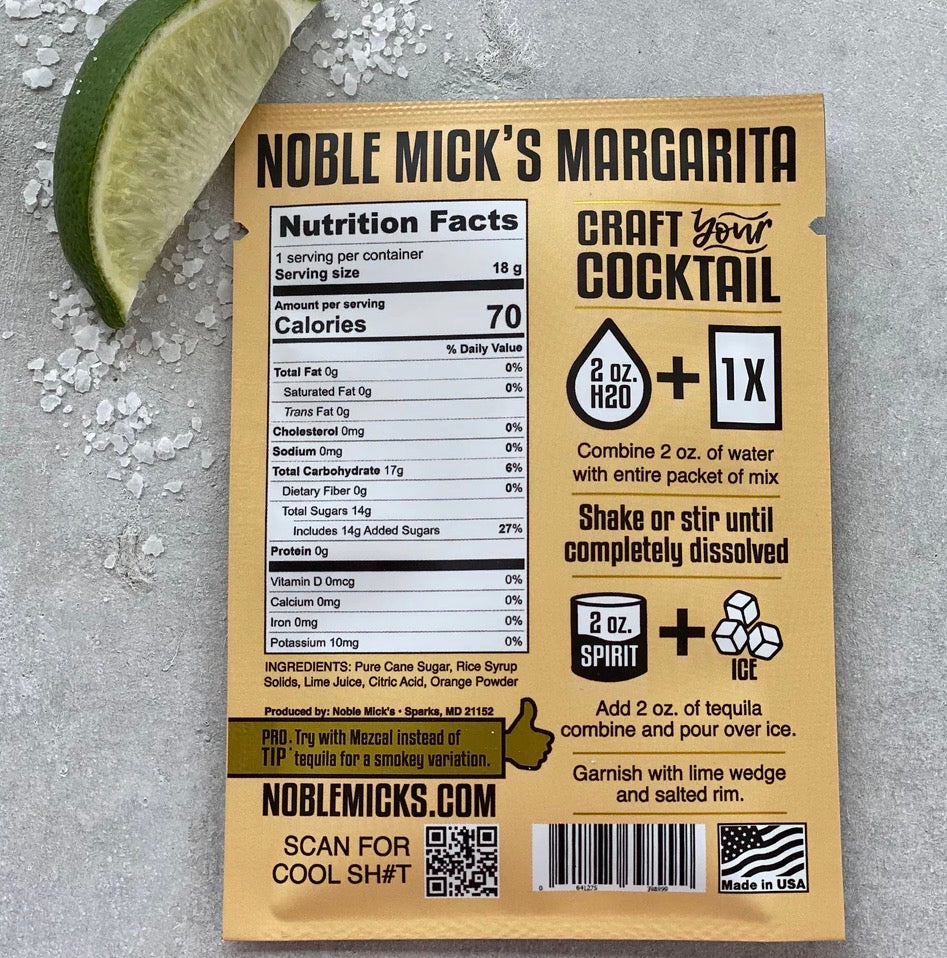 NOBLE MICK'S MARGARITA
Nutrition Facts
1 serving per container
Serving size 18 g
Amount per serving
Calories 70
% Daily Value
Total Fat 0g 0%
Saturated Fat 0g 0%
Trans Fat 0g
Cholesterol 0mg 0%
Sodium 0mg 0%
Total Carbohydrate 17g 6%
Dietary Fiber 0g 0%
Total Sugars 14g
Includes 14g Added Sugars 27%
Protein 0g
Vitamin D 0mcg 0%
Calcium 0mg 0%
Iron 0mg 0%
Potassium 10mg 0%
INGREDIENTS: Pure Cane Sugar, Rice Syrup
Solids, Lime Juice, Citric Acid, Orange Powder
Produced by: Noble Mick's • Sparks, MD 21152
PRO. Try with Mezcal instead of
TIP' tequila for a smokey variation.
NOBLEMICKS.COM
SCAN FOR
COOL SH#T
CRAFT Your
COCKTAIL
2 OZ.
H2O
+
1X
Combine 2 oz. of water
with entire packet of mix
Shake or stir until
completely dissolved
2 OZ.
SPIRIT
+
ICE
Add 2 oz. of tequila
combine and pour over ice.
Garnish with lime wedge
and salted rim.
0 641275
Made in USA